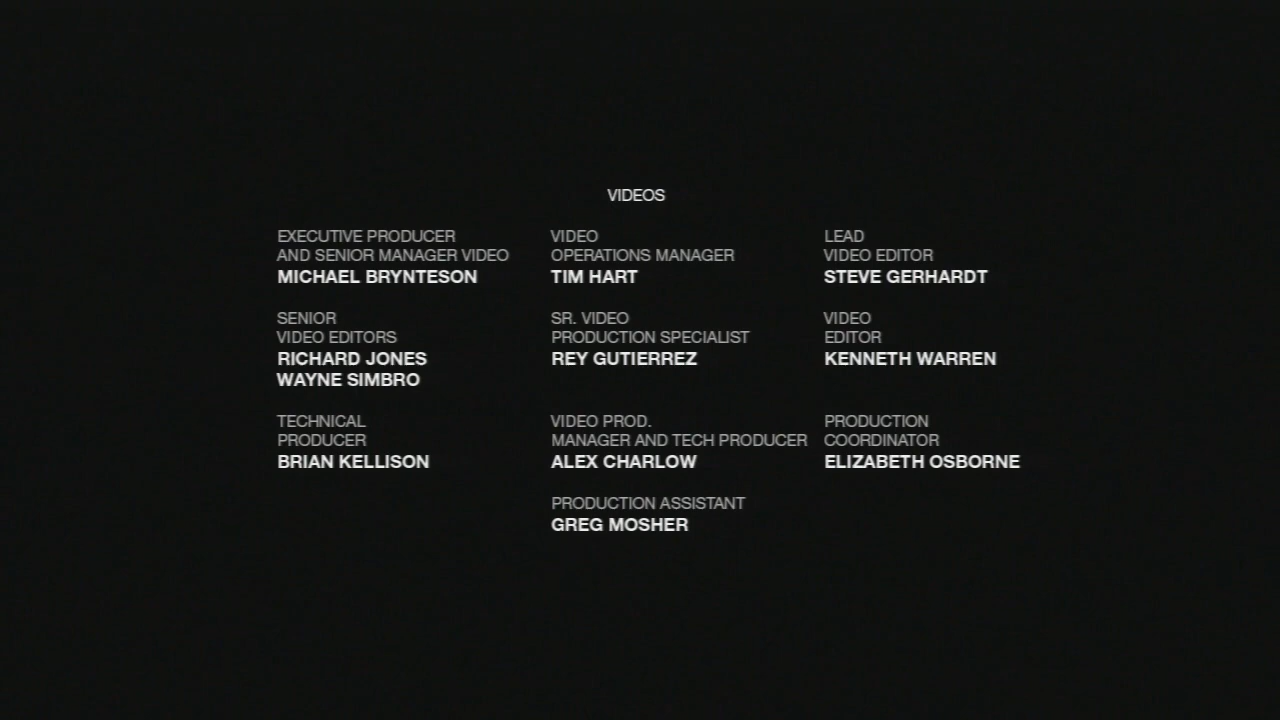 VIDEOS
EXECUTIVE PRODUCER
AND SENIOR MANAGER VIDEO
MICHAEL BRYNTESON
VIDEO
OPERATIONS MANAGER
TIM HART
LEAD
VIDEO EDITOR
STEVE GERHARDT
SENIOR
VIDEO EDITORS
RICHARD JONES
WAYNE SIMBRO
SR. VIDEO
PRODUCTION SPECIALIST
REY GUTIERREZ
VIDEO
EDITOR
KENNETH WARREN
TECHNICAL
PRODUCER
BRIAN KELLISON
VIDEO PROD.
MANAGER AND TECH PRODUCER
ALEX CHARLOW
PRODUCTION
COORDINATOR
ELIZABETH OSBORNE
PRODUCTION ASSISTANT
GREG MOSHER